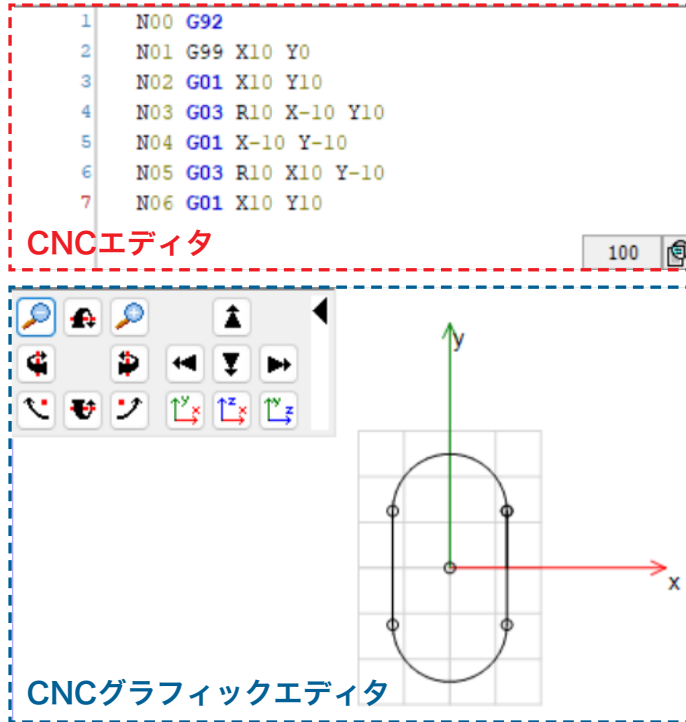 1 N00 G92
2 N01 G99 X10 Y0
3 N02 G01 X10 Y10
4 N03 G03 R10 X-10 Y10
5 N04 G01 X-10 Y-10
6 N05 G03 R10 X10 Y-10
7 N06 G01 X10 Y10
CNCエディタ
100
y
x
y x
z x
y z
CNCグラフィックエディタ